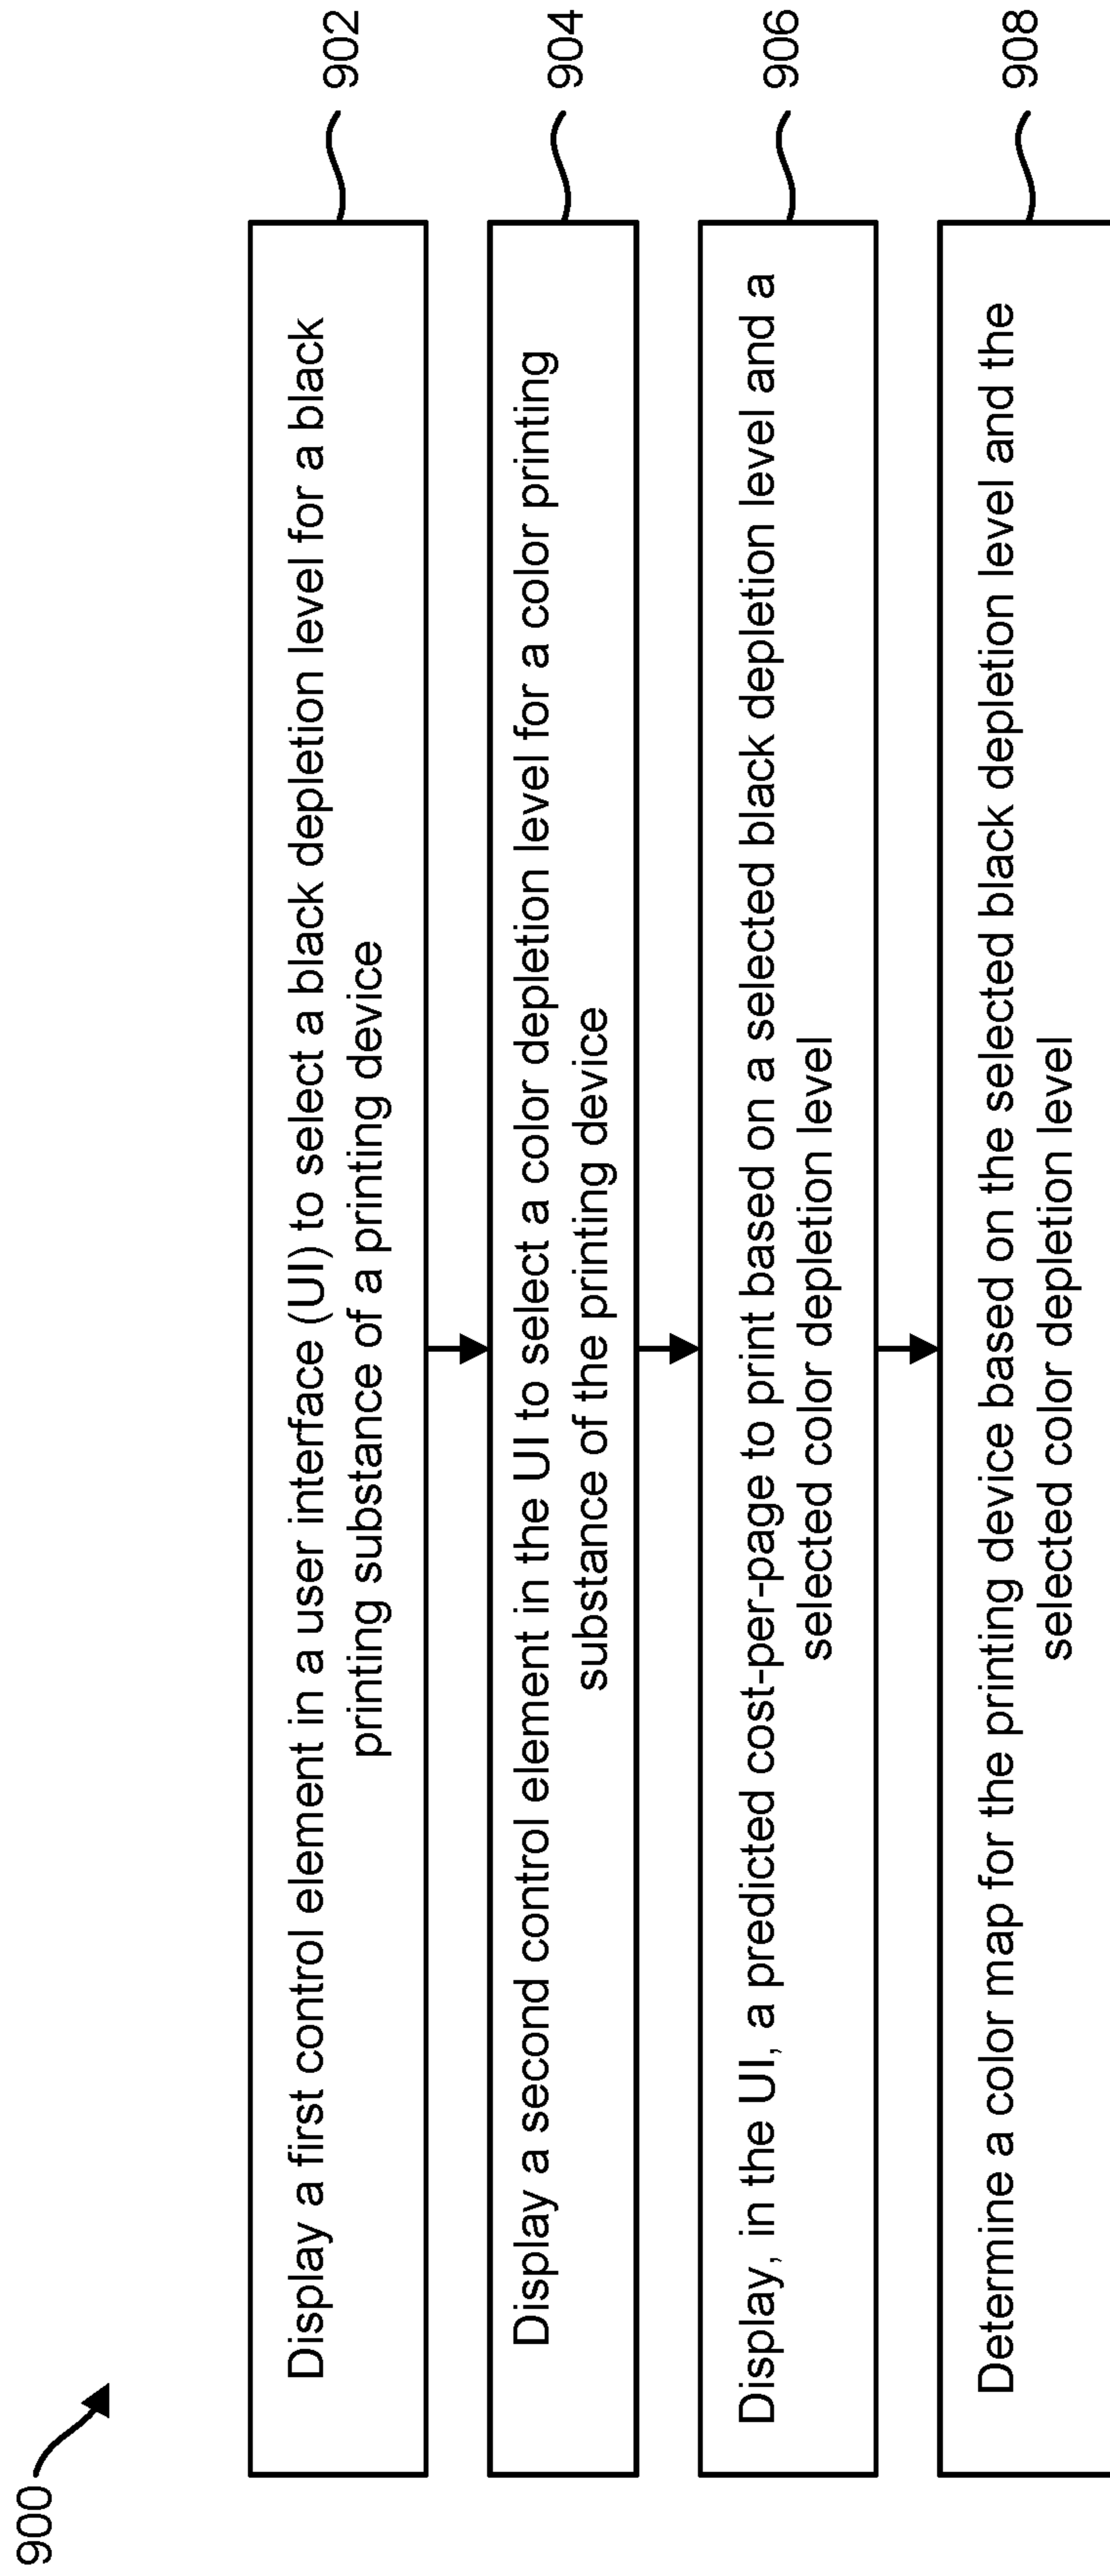 900
Display a first control element in a user interface (UI) to select a black depletion level for a black
printing substance of a printing device
902
Display a second control element in the UI to select a color depletion level for a color printing
substance of the printing device
904
Display, in the UI, a predicted cost-per-page to print based on a selected black depletion level and a
selected color depletion level
906
Determine a color map for the printing device based on the selected black depletion level and the
selected color depletion level
908